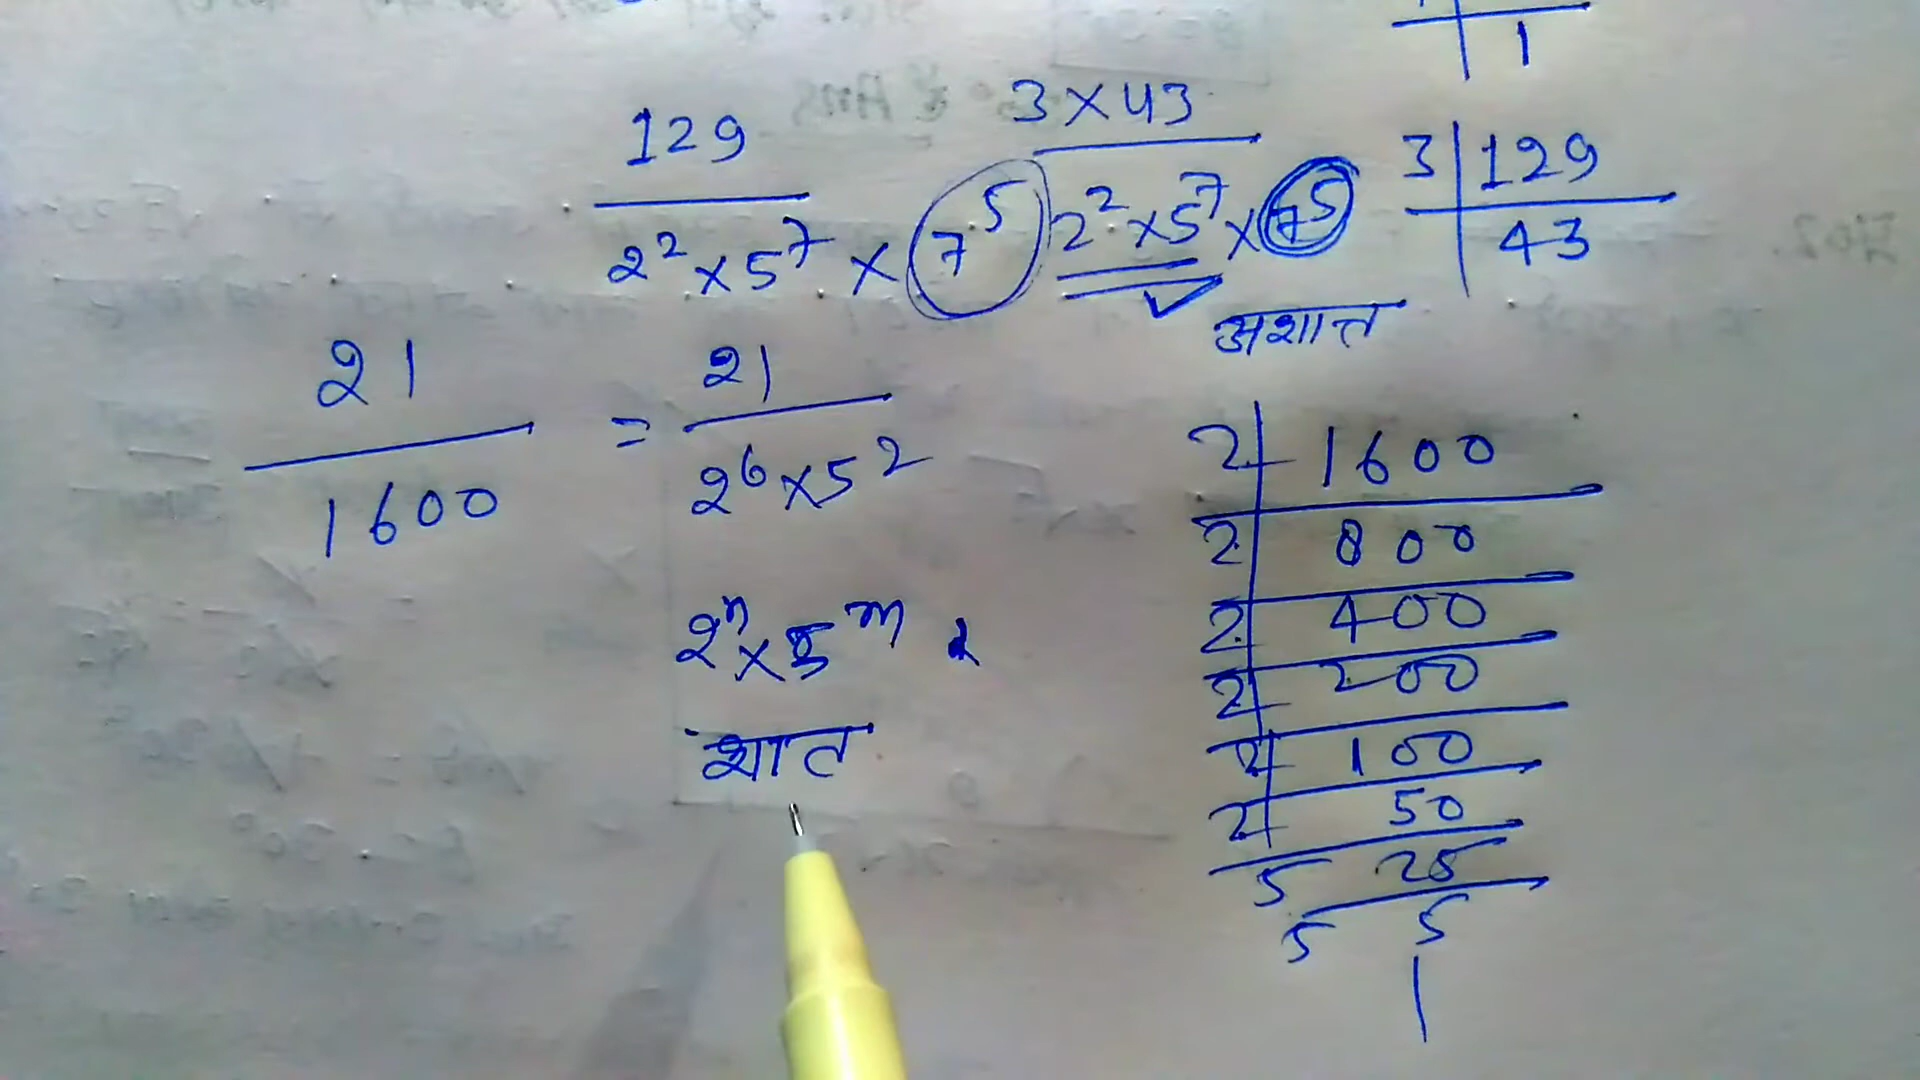 1
129 / 2² × 5⁷ × 7⁵
3 × 43 / 2² × 5⁷ × 7⁵
3 | 129
43
अशात्त
21 / 1600 = 21 / 2⁶ × 5²
2ⁿ × 5ᵐ
शात
2 | 1600
2 | 800
2 | 400
2 | 200
2 | 100
2 | 50
5 25
5 5
1